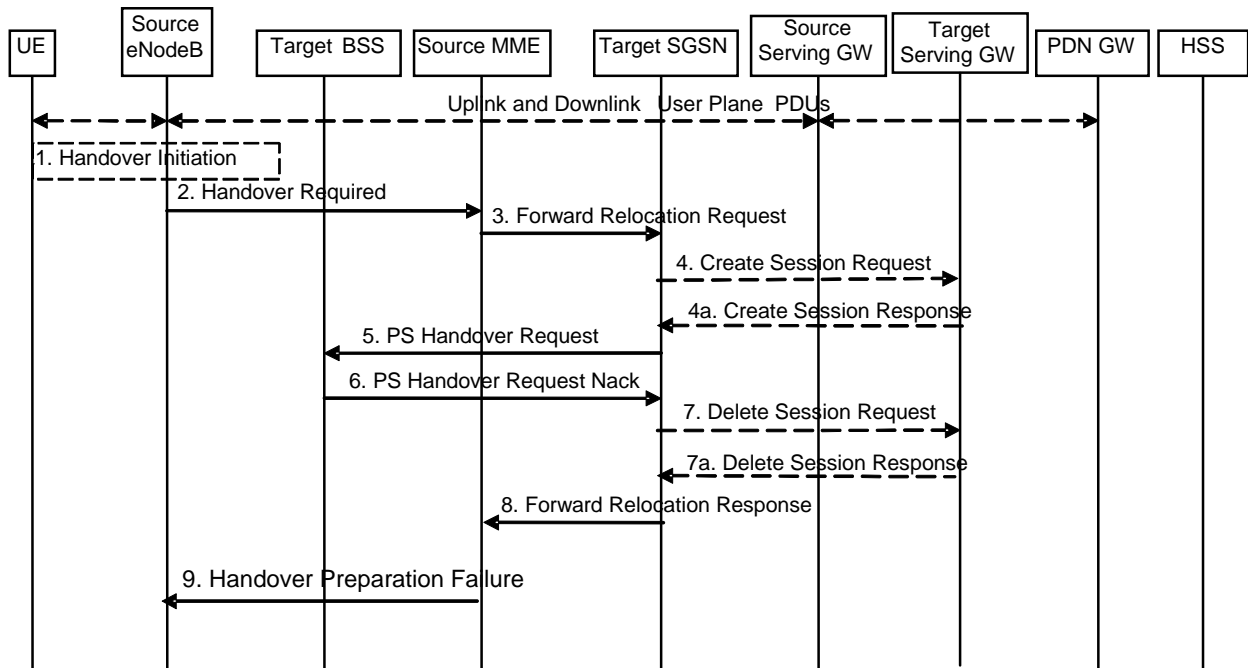 UE
Source
eNodeB
Target BSS
Source MME
Target SGSN
Source
Serving GW
Target
Serving GW
PDN GW
HSS
Uplink and Downlink User Plane PDUs
1. Handover Initiation
2. Handover Required
3. Forward Relocation Request
4. Create Session Request
4a. Create Session Response
5. PS Handover Request
6. PS Handover Request Nack
7. Delete Session Request
7a. Delete Session Response
8. Forward Relocation Response
9. Handover Preparation Failure